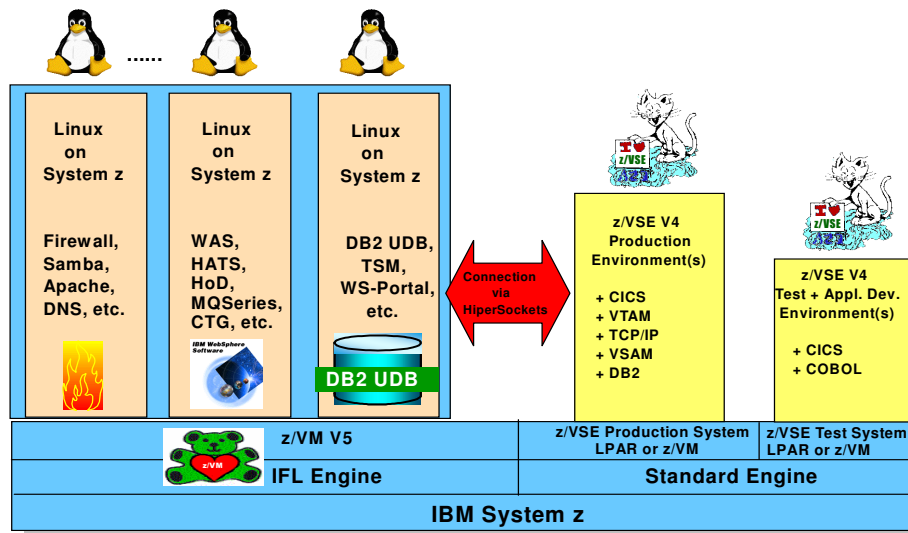 ......
Linux
on
System z
Firewall,
Samba,
Apache,
DNS, etc.
Linux
on
System z
WAS,
HATS,
HoD,
MQSeries,
CTG, etc.
IBM WebSphere
Software
Linux
on
System z
DB2 UDB,
TSM,
WS-Portal,
etc.
DB2 UDB
Connection
via
HiperSockets
I
z/VSE
z/VSE V4
Production
Environment(s)
+ CICS
+ VTAM
+ TCP/IP
+ VSAM
+ DB2
I
z/VSE
z/VSE V4
Test + Appl. Dev.
Environment(s)
+ CICS
+ COBOL
z/VM V5
z/VSE Production System
LPAR or z/VM
z/VSE Test System
LPAR or z/VM
z/VM
IFL Engine
Standard Engine
IBM System z